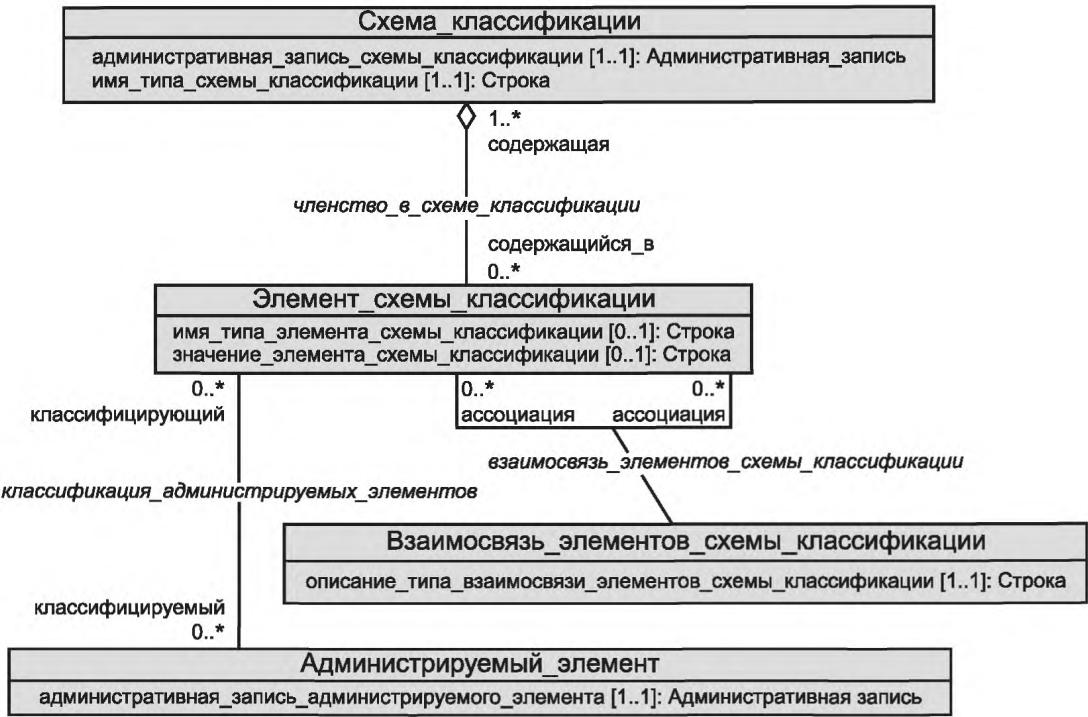 Схема_классификации
административная_запись_схемы_классификации [1..1]: Административная_запись
имя_типа_схемы_классификации [1..1]: Строка
1..*
содержащая
членство_в_схеме_классификации
содержащийся_в
0..*
Элемент_схемы_классификации
имя_типа_элемента_схемы_классификации [0..1]: Строка
значение_элемента_схемы_классификации [0..1]: Строка
0..*
классифицирующий
0..* 0..*
ассоциация ассоциация
взаимосвязь_элементов_схемы_классификации
классификация_администрируемых_элементов
Взаимосвязь_элементов_схемы_классификации
описание_типа_взаимосвязи_элементов_схемы_классификации [1..1]: Строка
классифицируемый
0..*
Администрируемый_элемент
административная_запись_администрируемого_элемента [1..1]: Административная запись